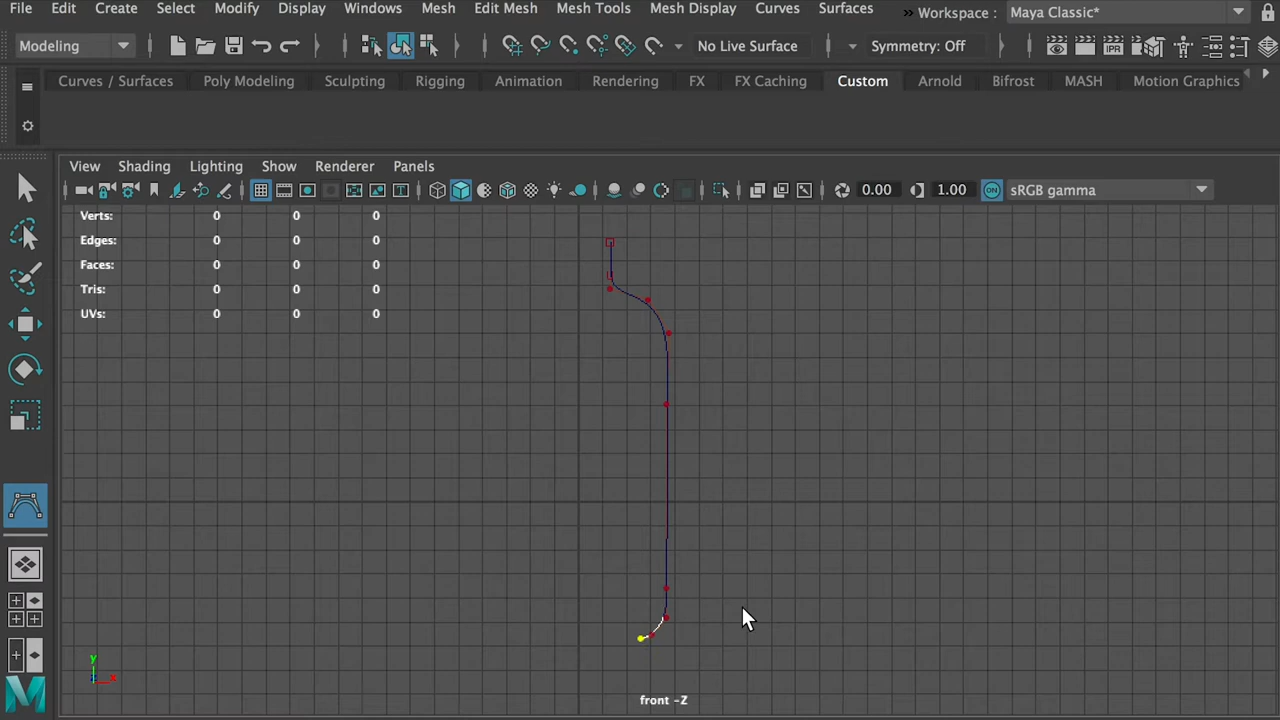 File Edit Create Select Modify Display Windows Mesh Edit Mesh Mesh Tools Mesh Display Curves Surfaces » Workspace : Maya Classic*
Modeling No Live Surface Symmetry: Off IPR
Curves / Surfaces Poly Modeling Sculpting Rigging Animation Rendering FX FX Caching Custom Arnold Bifrost MASH Motion Graphics
View Shading Lighting Show Renderer Panels
0.00 1.00 ON sRGB gamma
Verts: 0 0 0
Edges: 0 0 0
Faces: 0 0 0
Tris: 0 0 0
UVs: 0 0 0
U
y
z x
front -Z
M